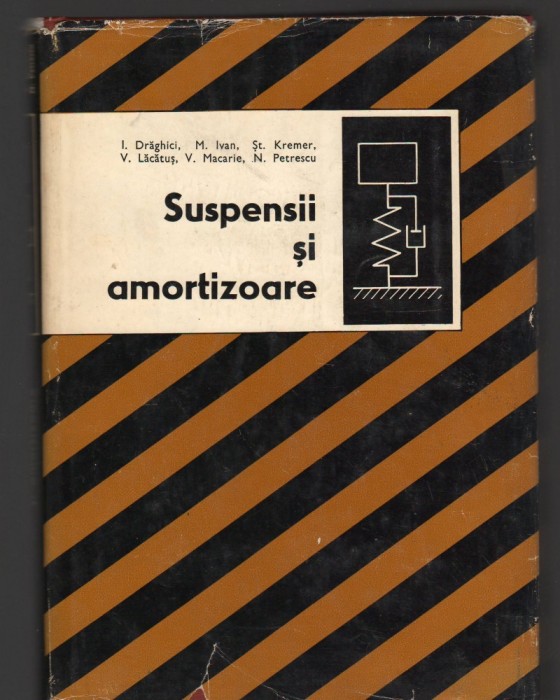 I. Drăghici, M. Ivan, Șt. Kremer,
V. Lăcătuș, V. Macarie, N. Petrescu
Suspensii
și
amortizoare